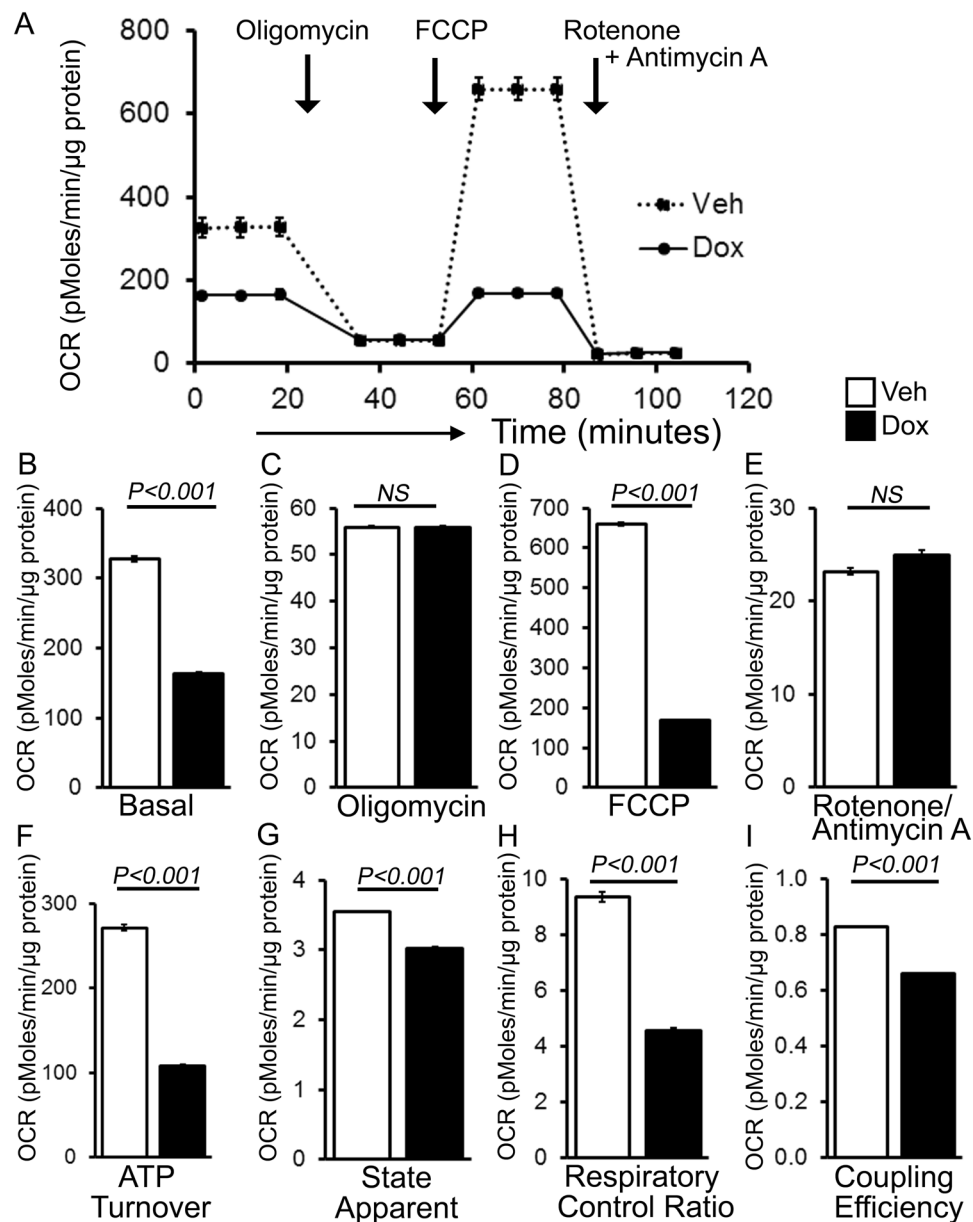 A
Oligomycin
FCCP
Rotenone
+ Antimycin A
OCR (pMoles/min/µg protein)
800
600
400
200
0
Veh
Dox
0 20 40 60 80 100 120
Time (minutes)
Veh
Dox
B
P<0.001
OCR (pMoles/min/µg protein)
400
300
200
100
0
Basal
C
NS
OCR (pMoles/min/µg protein)
60
50
40
30
20
10
0
Oligomycin
D
P<0.001
OCR (pMoles/min/µg protein)
700
600
500
400
300
200
100
0
FCCP
E
NS
OCR (pMoles/min/µg protein)
30
20
10
0
Rotenone/
Antimycin A
F
P<0.001
OCR (pMoles/min/µg protein)
300
200
100
0
ATP
Turnover
G
P<0.001
OCR (pMoles/min/µg protein)
4
3
2
1
0
State
Apparent
H
P<0.001
OCR (pMoles/min/µg protein)
10
8
6
4
2
0
Respiratory
Control Ratio
I
P<0.001
OCR (pMoles/min/µg protein)
1.0
0.8
0.6
0.4
0.2
0.0
Coupling
Efficiency